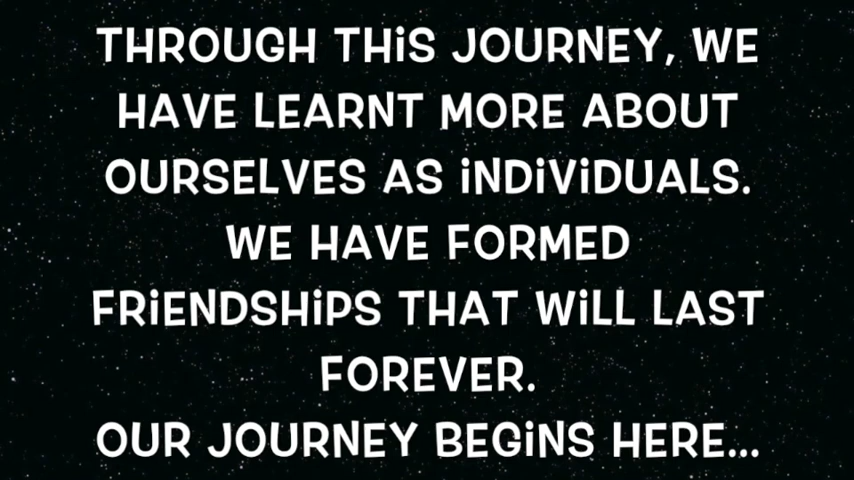 THROUGH THiS JOURNEY, WE
HAVE LEARNT MORE ABOUT
OURSELVES AS iNDiViDUALS.
WE HAVE FORMED
FRiENDSHiPS THAT WiLL LAST
FOREVER.
OUR JOURNEY BEGiNS HERE...